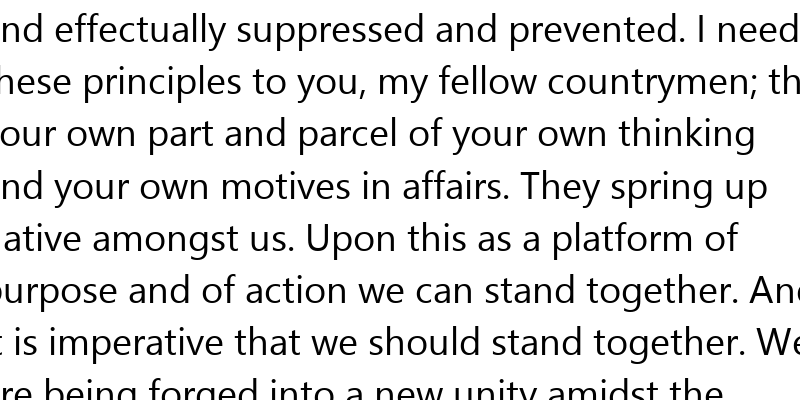 nd effectually suppressed and prevented. I need
hese principles to you, my fellow countrymen; th
our own part and parcel of your own thinking
nd your own motives in affairs. They spring up
ative amongst us. Upon this as a platform of
purpose and of action we can stand together. And
t is imperative that we should stand together. We
re being forged into a new unity amidst the